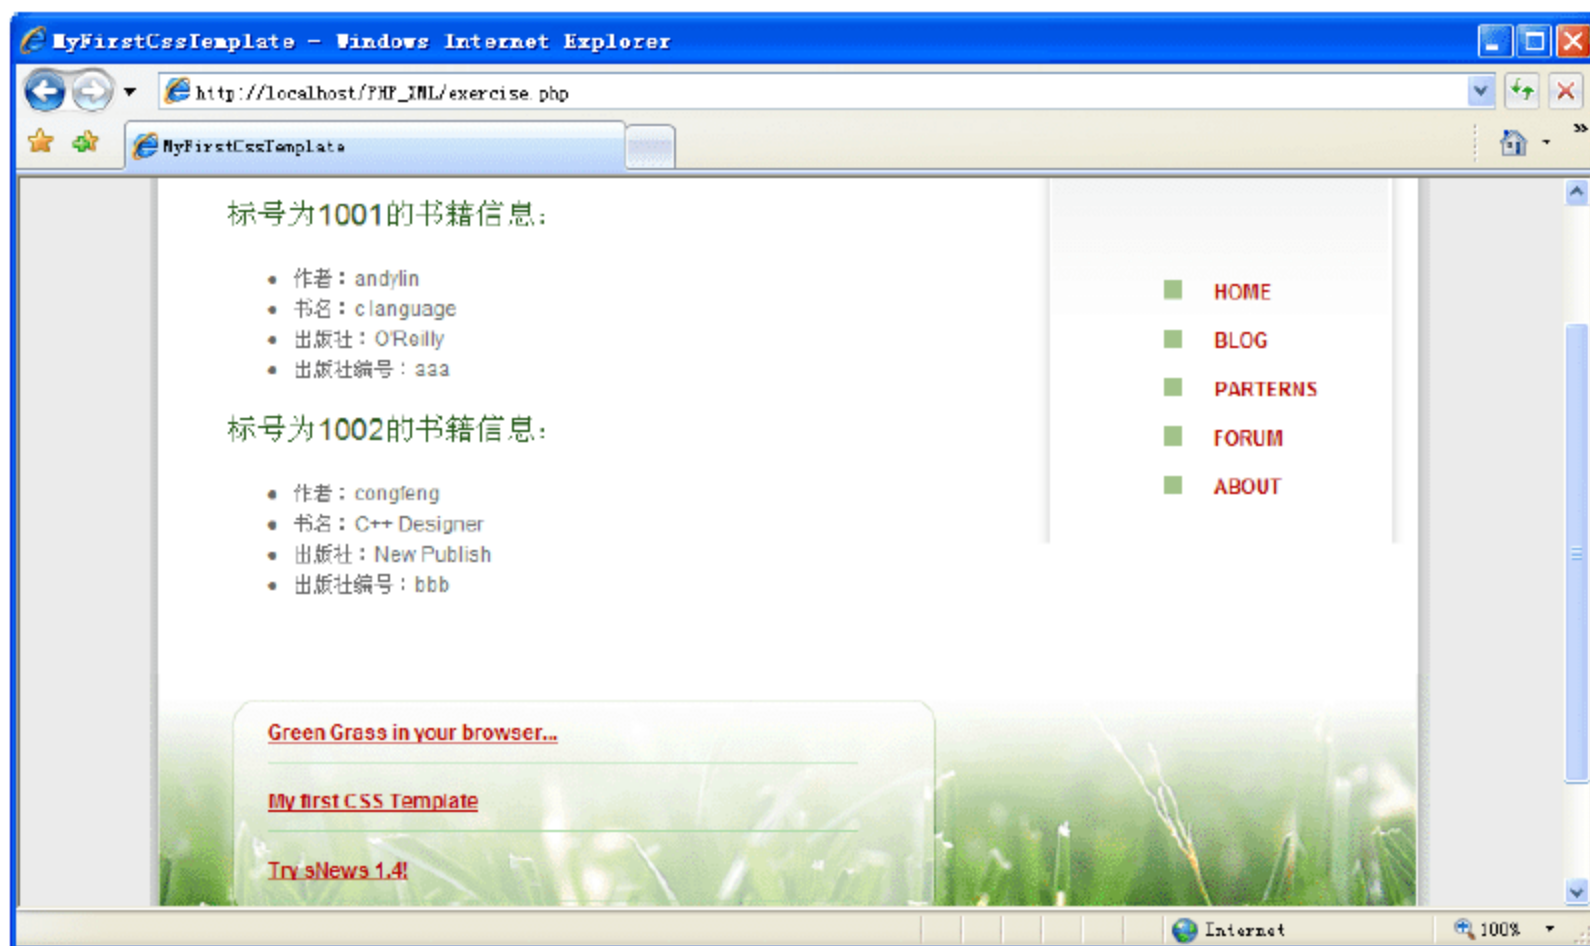 MyFirstCssTemplate - Windows Internet Explorer
http://localhost/PHP_XML/exercise.php
MyFirstCssTemplate
标号为1001的书籍信息：
作者：andylin
书名：c language
出版社：O'Reilly
出版社编号：aaa
标号为1002的书籍信息：
作者：congfeng
书名：C++ Designer
出版社：New Publish
出版社编号：bbb
HOME
BLOG
PARTERNS
FORUM
ABOUT
Green Grass in your browser...
My first CSS Template
Try sNews 1.4!
Internet
100%